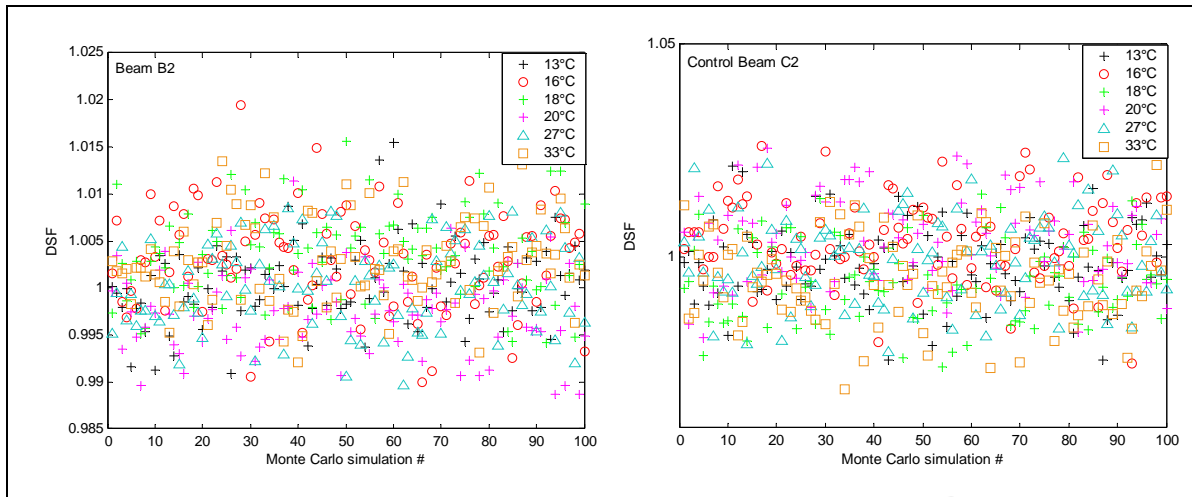 Beam B2
1.025
1.02
1.015
1.01
1.005
1
0.995
0.99
0.985
DSF
0 10 20 30 40 50 60 70 80 90 100
Monte Carlo simulation #
13°C
16°C
18°C
20°C
27°C
33°C
Control Beam C2
1.05
1
DSF
0 10 20 30 40 50 60 70 80 90 100
Monte Carlo simulation #
13°C
16°C
18°C
20°C
27°C
33°C